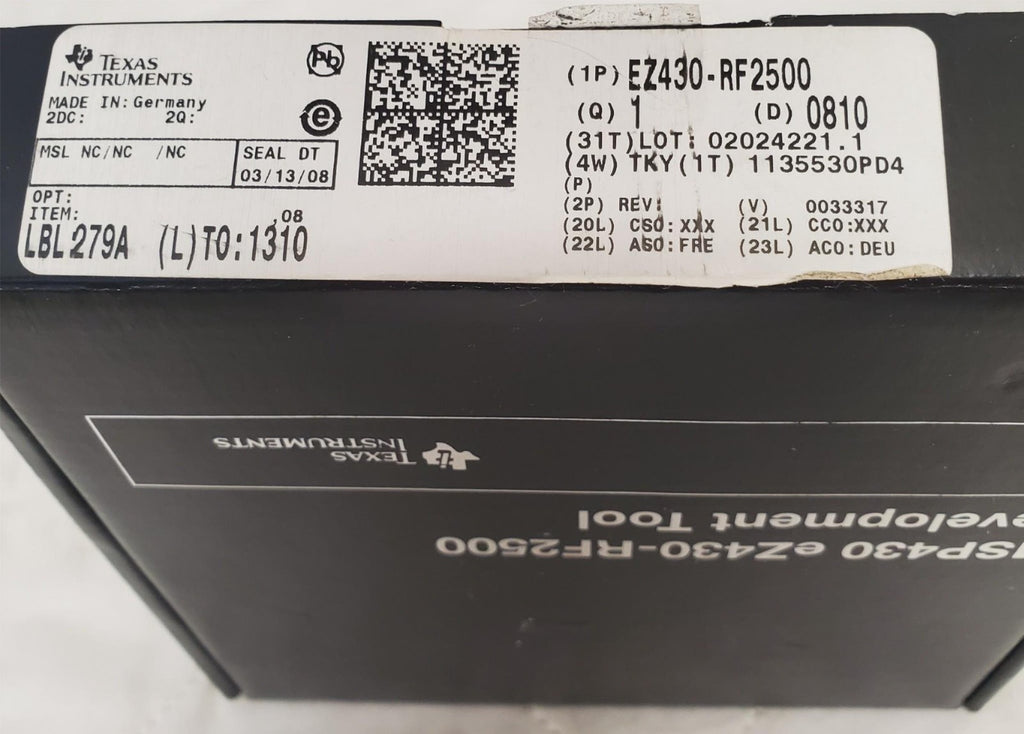 TEXAS
INSTRUMENTS
MADE IN: Germany
2DC: 2Q:
MSL NC/NC /NC
SEAL DT
03/13/08
OPT:
ITEM:
,08
LBL 279A (L)TO:1310
Pb
e
(1P) EZ430-RF2500
(Q) 1 (D) 0810
(31T)LOT: 02024221.1
(4W) TKY(1T) 1135530PD4
(P)
(2P) REV: (V) 0033317
(20L) CSO:XXX (21L) CCO:XXX
(22L) ASO:FRE (23L) ACO:DEU
TEXAS
INSTRUMENTS
SP430 eZ430-RF2500
evelopment Tool